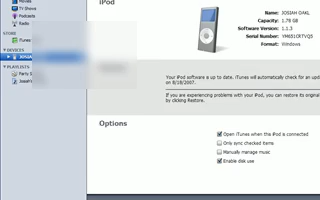 Movies
TV Shows
Podcasts
Radio
STORE
iTunes
DEVICES
JOSIAH
PLAYLISTS
Party S
Josiah
iPod
Name: JOSIAH OAKL
Capacity: 1.78 GB
Software Version: 1.1.3
Serial Number:
Format: Windows
Your iPod software is up to date. iTunes will automatically check for an update
on 8/18/2007.
If you are experiencing problems with your iPod, you can restore its original
by clicking Restore.
Options
Open iTunes when this iPod is connected
Only sync checked items
Manually manage music
Enable disk use